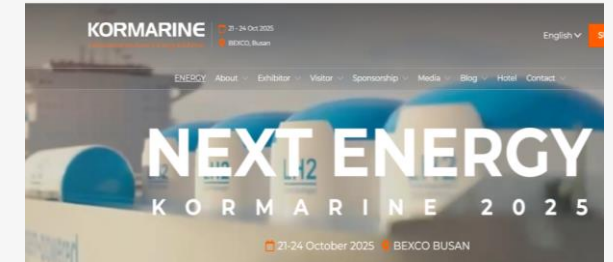 KORMARINE
21 - 24 Oct 2025
BEXCO, Busan
English
ENERGY About Exhibitor Visitor Sponsorship Media Blog Hotel Contact
NEXT ENERGY
LH2
KORMARINE 2025
21-24 October 2025 BEXCO BUSAN